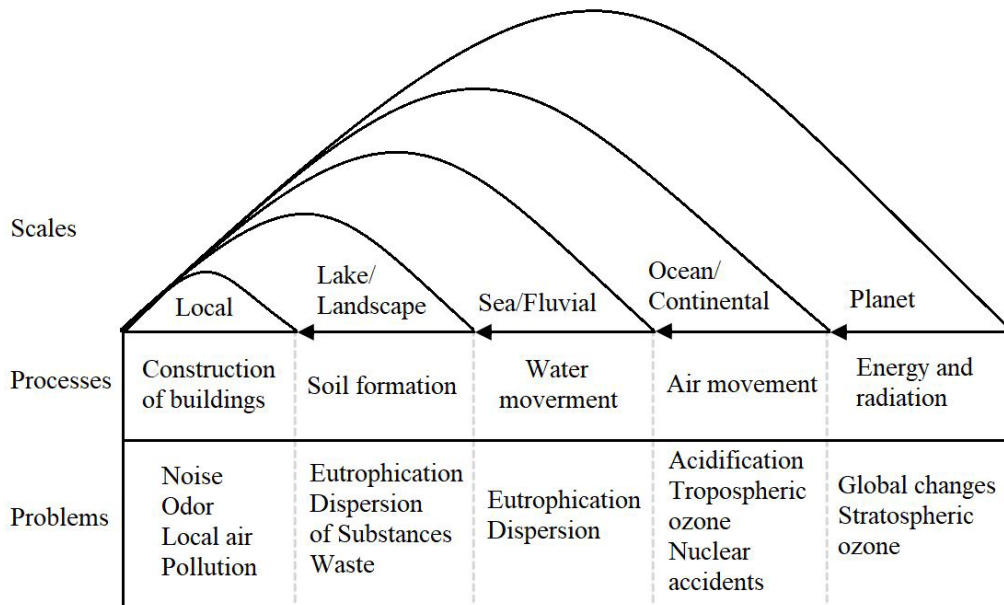 Scales
Local
Lake/
Landscape
Sea/Fluvial
Ocean/
Continental
Planet
Processes
Construction
of buildings
Soil formation
Water
moverment
Air movement
Energy and
radiation
Problems
Noise
Odor
Local air
Pollution
Eutrophication
Dispersion
of Substances
Waste
Eutrophication
Dispersion
Acidification
Tropospheric
ozone
Nuclear
accidents
Global changes
Stratospheric
ozone